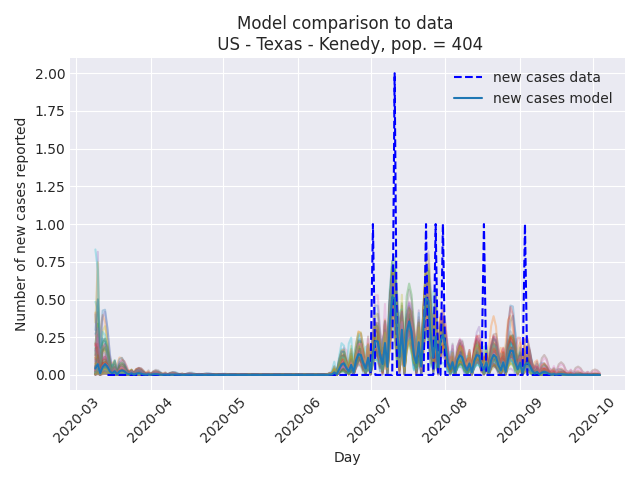 Model comparison to data
US - Texas - Kenedy, pop. = 404
new cases data
new cases model
Number of new cases reported
2.00
1.75
1.50
1.25
1.00
0.75
0.50
0.25
0.00
2020-03
2020-04
2020-05
2020-06
2020-07
2020-08
2020-09
2020-10
Day